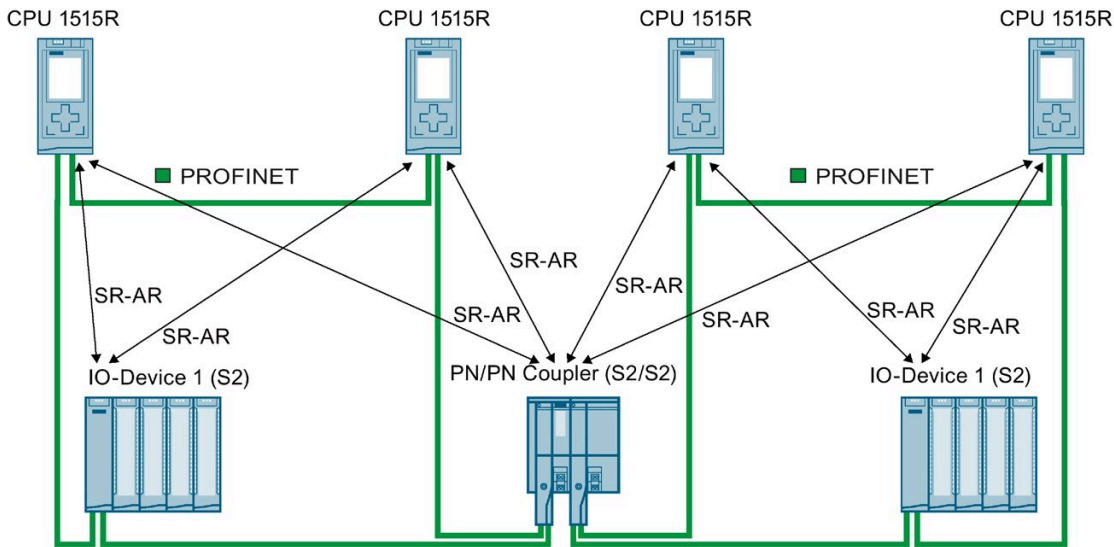 CPU 1515R
CPU 1515R
CPU 1515R
CPU 1515R
PROFINET
PROFINET
SR-AR
SR-AR
SR-AR
SR-AR
SR-AR
SR-AR
SR-AR
SR-AR
IO-Device 1 (S2)
PN/PN Coupler (S2/S2)
IO-Device 1 (S2)